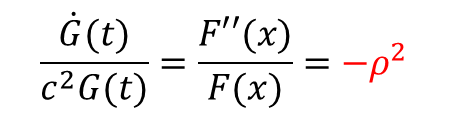 Ġ(t)/c²G(t) = F′′(x)/F(x) = −ρ²